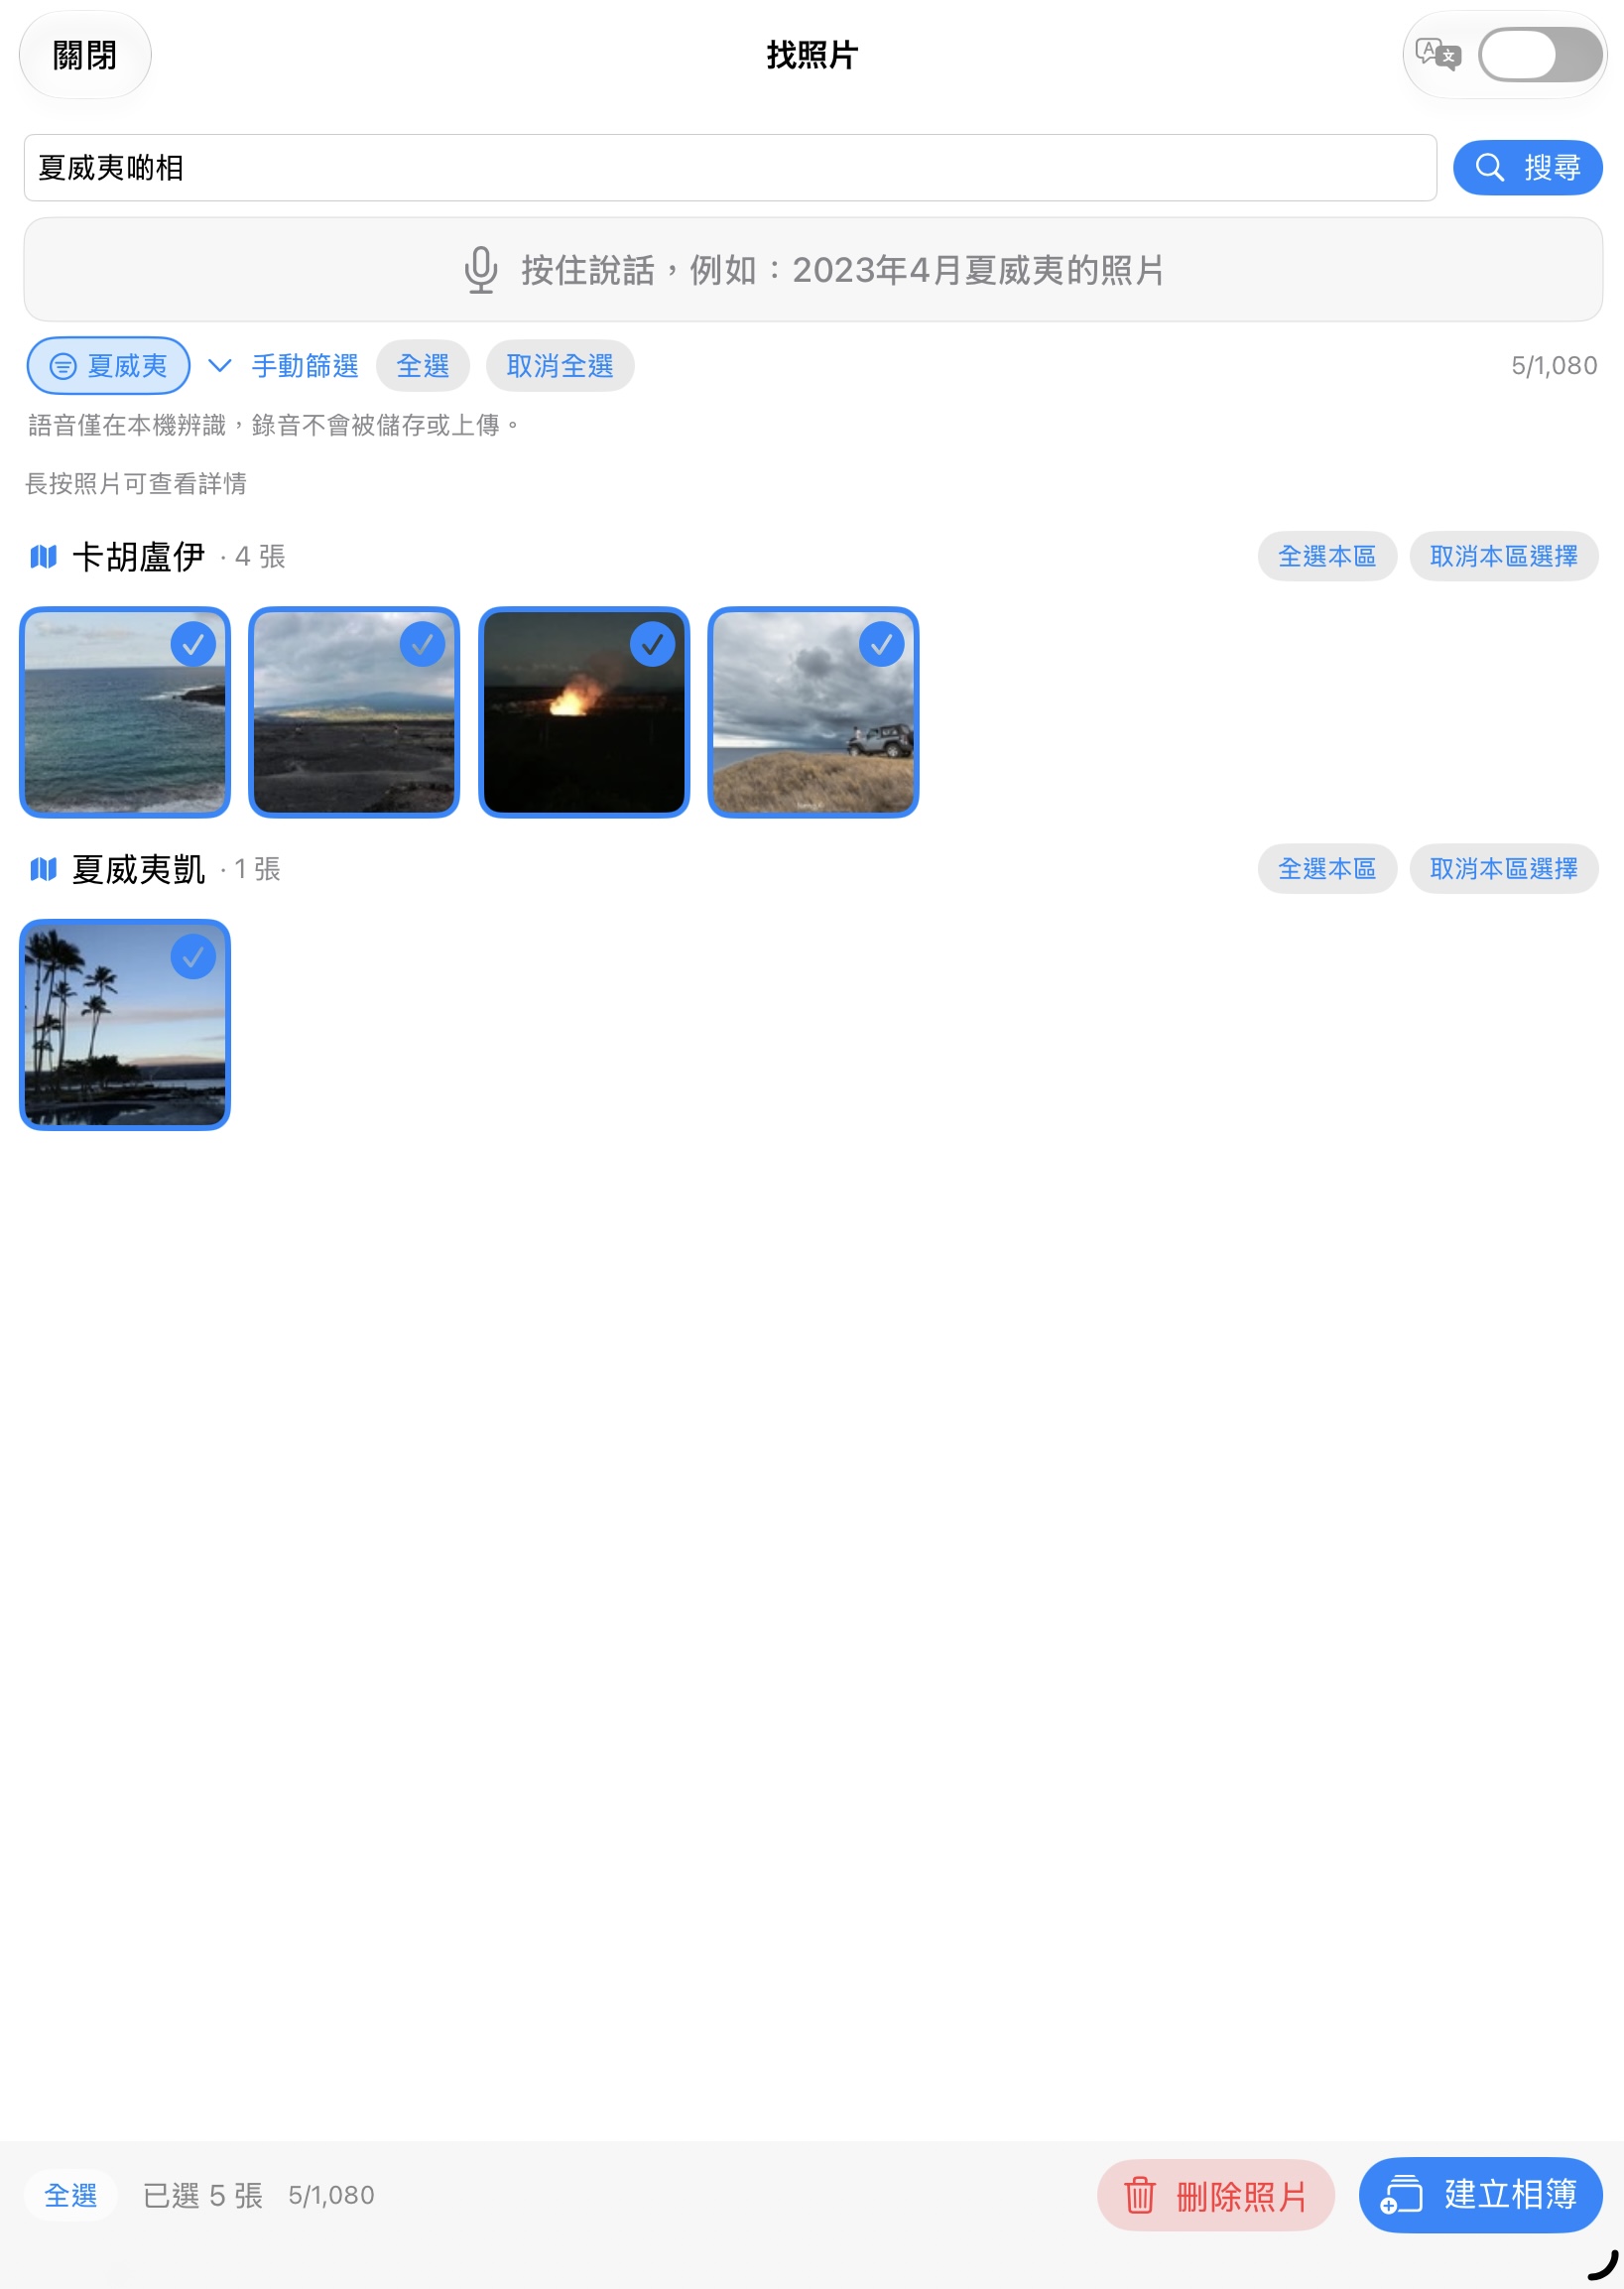 關閉
找照片
A 文
夏威夷啲相
搜尋
按住說話，例如：2023年4月夏威夷的照片
夏威夷 手動篩選 全選 取消全選 5/1,080
語音僅在本機辨識，錄音不會被儲存或上傳。
長按照片可查看詳情
卡胡盧伊 · 4 張 全選本區 取消本區選擇
夏威夷凱 · 1 張 全選本區 取消本區選擇
全選 已選 5 張 5/1,080 刪除照片 建立相簿